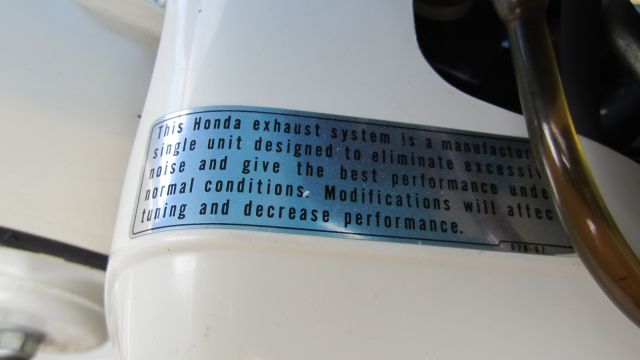 This Honda exhaust system is a manufactur
single unit designed to eliminate excessiv
noise and give the best performance unde
normal conditions. Modifications will affec
tuning and decrease performance.